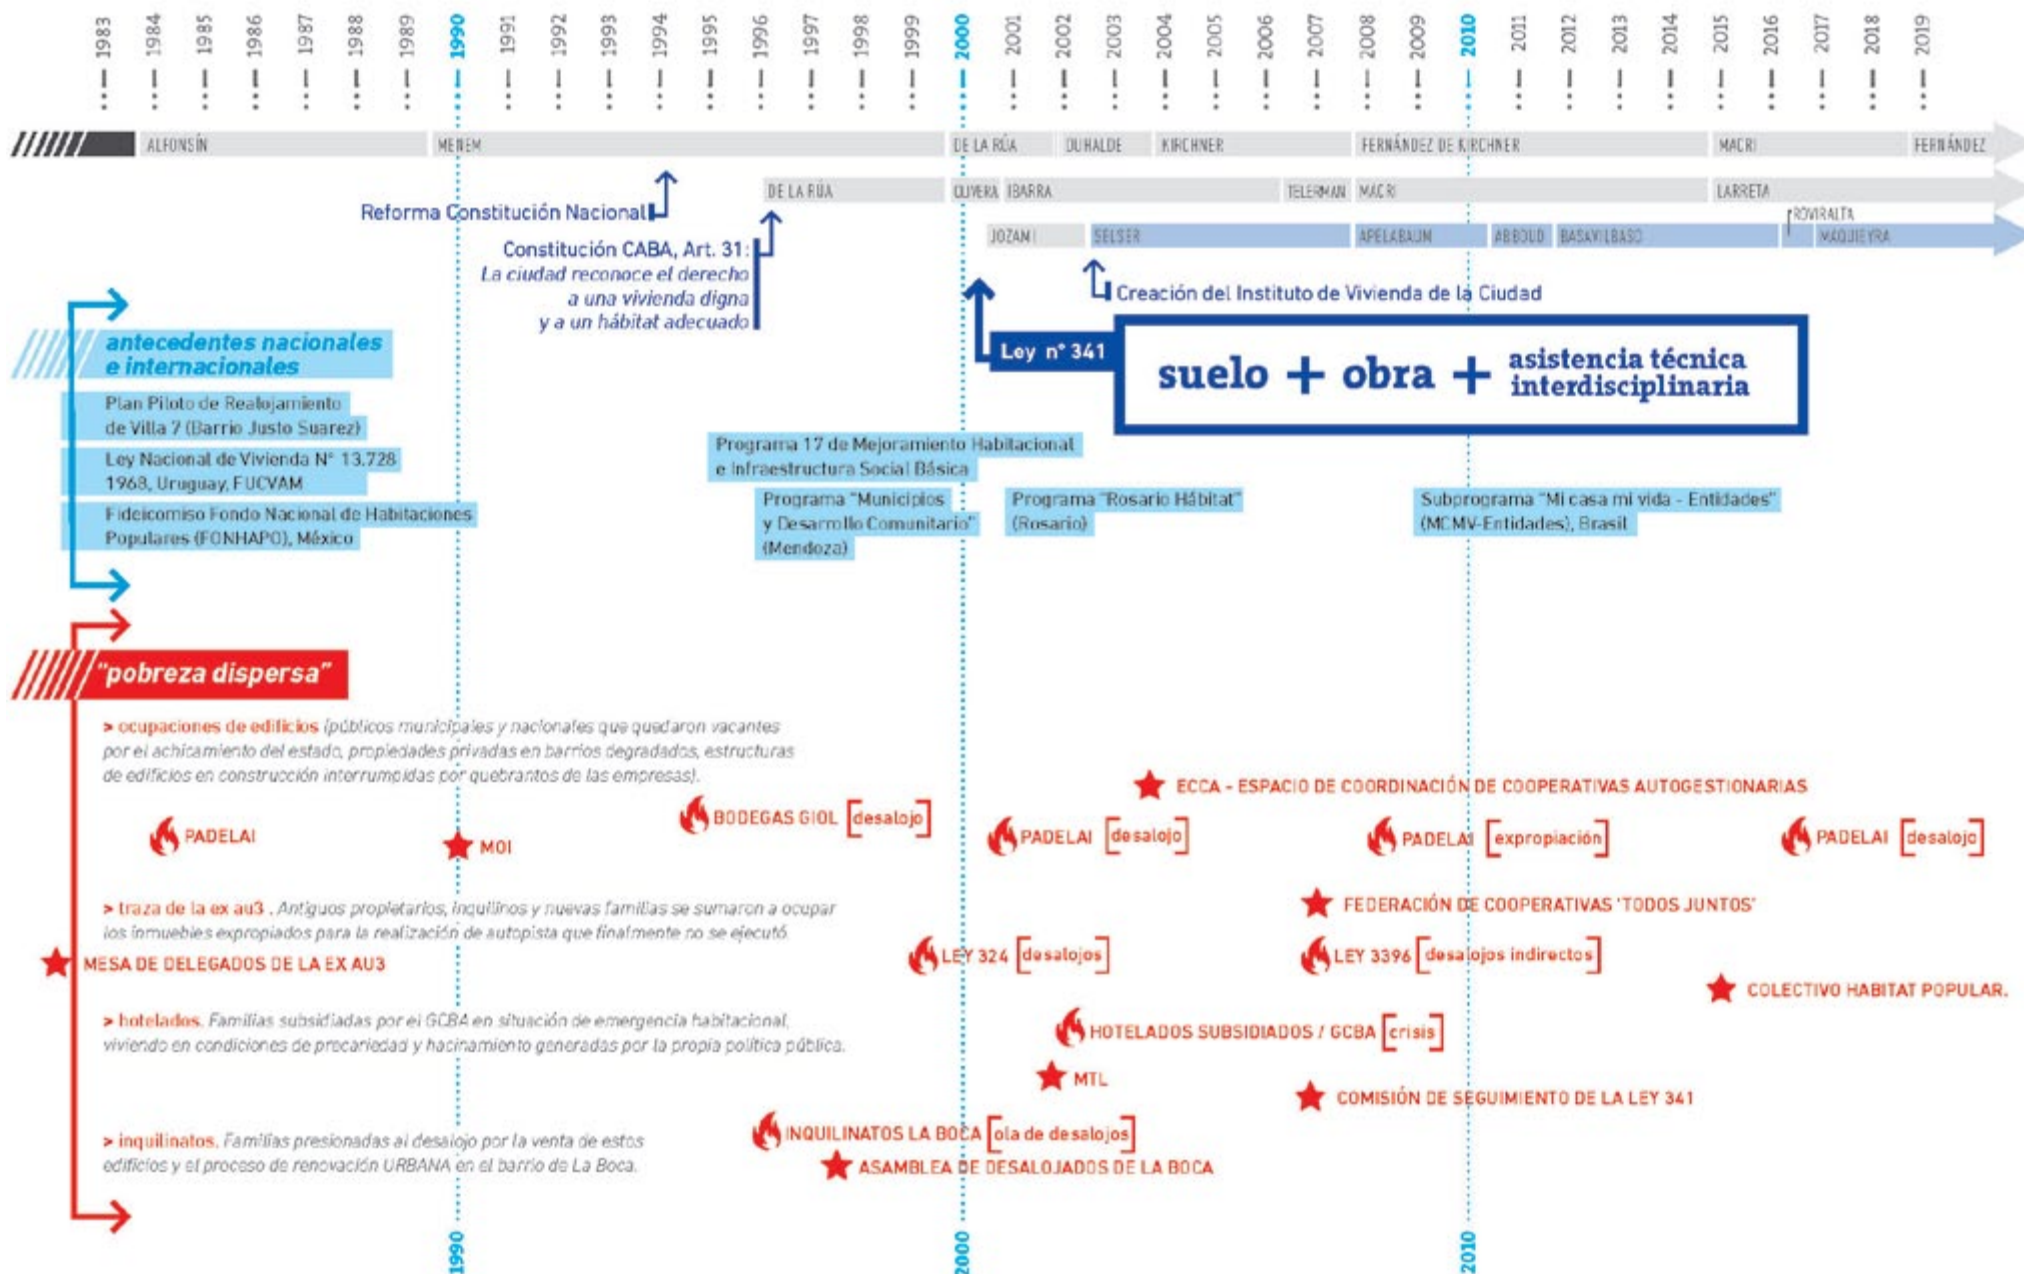 1983 1984 1985 1986 1987 1988 1989 1990 1991 1992 1993 1994 1995 1996 1997 1998 1999 2000 2001 2002 2003 2004 2005 2006 2007 2008 2009 2010 2011 2012 2013 2014 2015 2016 2017 2018 2019
ALFONSÍN MENEM DE LA RÚA DUHALDE KIRCHNER FERNÁNDEZ DE KIRCHNER MACRI FERNÁNDEZ
DE LA RÚA OLIVERA IBARRA TELERMAN MACRI LARRETA
ROVIRALTA
JOZAMI SELSER APELABAUM ABBOUD BASAVILBASO MAQUIEYRA
Reforma Constitución Nacional
Constitución CABA, Art. 31:
La ciudad reconoce el derecho
a una vivienda digna
y a un hábitat adecuado
Creación del Instituto de Vivienda de la Ciudad
Ley n° 341
suelo + obra + asistencia técnica
interdisciplinaria
antecedentes nacionales
e internacionales
Plan Piloto de Realojamiento
de Villa 7 (Barrio Justo Suarez)
Ley Nacional de Vivienda N° 13.728
1968, Uruguay, FUCVAM
Fideicomiso Fondo Nacional de Habitaciones
Populares (FONHAPO), México
Programa 17 de Mejoramiento Habitacional
e Infraestructura Social Básica
Programa "Municipios
y Desarrollo Comunitario"
(Mendoza)
Programa "Rosario Hábitat"
(Rosario)
Subprograma "Mi casa mi vida - Entidades"
(MCMV-Entidades), Brasil
"pobreza dispersa"
> ocupaciones de edificios (públicos municipales y nacionales que quedaron vacantes
por el achicamiento del estado, propiedades privadas en barrios degradados, estructuras
de edificios en construcción interrumpidas por quebrantos de las empresas).
ECCA - ESPACIO DE COORDINACIÓN DE COOPERATIVAS AUTOGESTIONARIAS
PADELAI
MOI
BODEGAS GIOL [desalojo]
PADELAI [desalojo]
PADELAI [expropiación]
PADELAI [desalojo]
> traza de la ex au3 . Antiguos propietarios, inquilinos y nuevas familias se sumaron a ocupar
los inmuebles expropiados para la realización de autopista que finalmente no se ejecutó.
FEDERACIÓN DE COOPERATIVAS 'TODOS JUNTOS'
MESA DE DELEGADOS DE LA EX AU3
LEY 324 [desalojos]
LEY 3396 [desalojos indirectos]
COLECTIVO HABITAT POPULAR.
> hotelados. Familias subsidiadas por el GCBA en situación de emergencia habitacional,
viviendo en condiciones de precariedad y hacinamiento generadas por la propia política pública.
HOTELADOS SUBSIDIADOS / GCBA [crisis]
MTL
COMISIÓN DE SEGUIMIENTO DE LA LEY 341
> inquilinatos. Familias presionadas al desalojo por la venta de estos
edificios y el proceso de renovación URBANA en el barrio de La Boca.
INQUILINATOS LA BOCA [ola de desalojos]
ASAMBLEA DE DESALOJADOS DE LA BOCA
1990 2000 2010